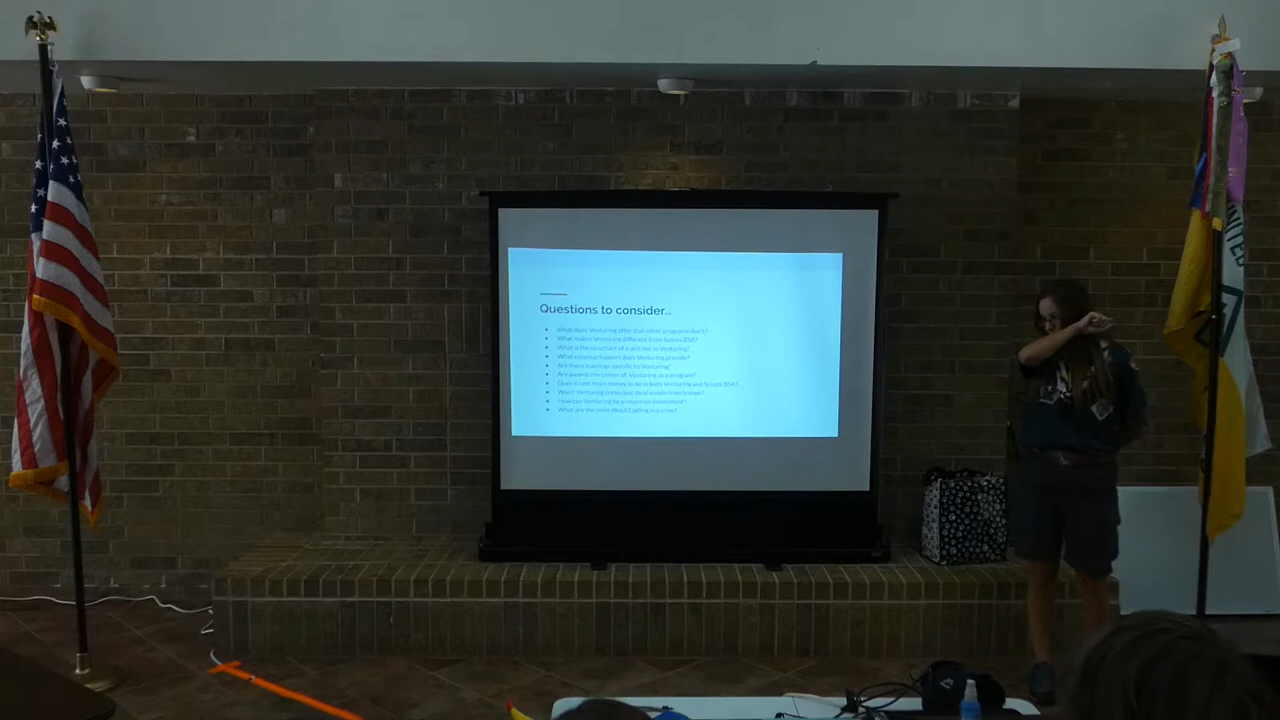 Questions to consider..
What does Venturing offer that other programs don't?
What makes Venturing different from Scouts BSA?
What is the structure of a unit like in Venturing?
What external support does Venturing provide?
Are there trainings specific to Venturing?
Are awards the center of Venturing as a program?
Does it cost more money to be in both Venturing and Scouts BSA?
Won't Venturing crews just steal scouts from troops?
How can Venturing be a return on investment?
What are the rules about Eagling in a crew?
UNITED